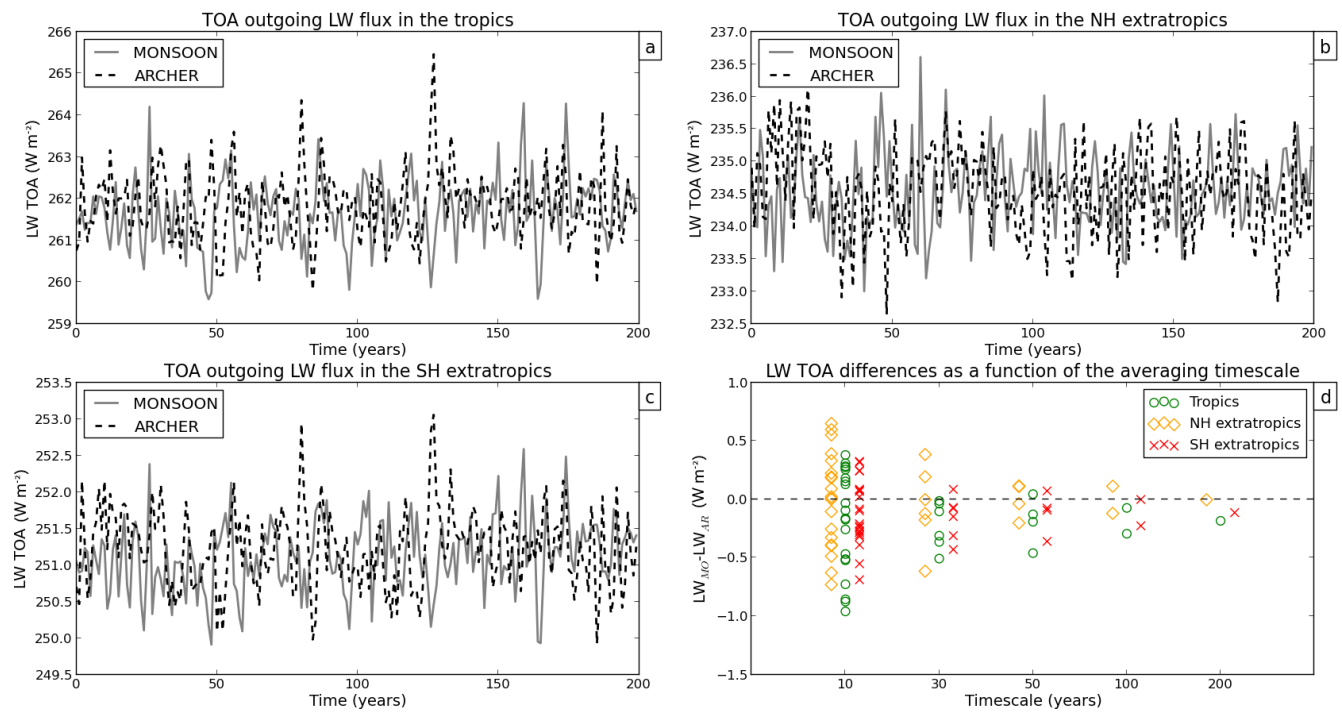 TOA outgoing LW flux in the tropics
a
MONSOON
ARCHER
LW TOA (W m⁻²)
266
265
264
263
262
261
260
259
0 50 100 150 200
Time (years)
TOA outgoing LW flux in the NH extratropics
b
MONSOON
ARCHER
LW TOA (W m⁻²)
237.0
236.5
236.0
235.5
235.0
234.5
234.0
233.5
233.0
232.5
0 50 100 150 200
Time (years)
TOA outgoing LW flux in the SH extratropics
c
MONSOON
ARCHER
LW TOA (W m⁻²)
253.5
253.0
252.5
252.0
251.5
251.0
250.5
250.0
249.5
0 50 100 150 200
Time (years)
LW TOA differences as a function of the averaging timescale
d
Tropics
NH extratropics
SH extratropics
LW_MO-LW_AR (W m⁻²)
1.0
0.5
0.0
−0.5
−1.0
−1.5
10 30 50 100 200
Timescale (years)